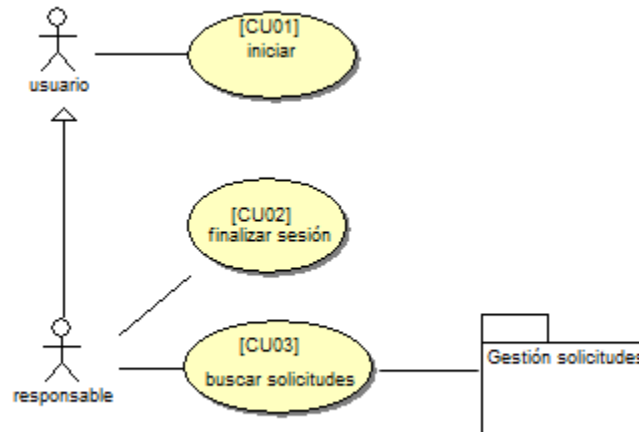 [CU01]
iniciar
usuario
[CU02]
finalizar sesión
[CU03]
buscar solicitudes
Gestión solicitudes
responsable